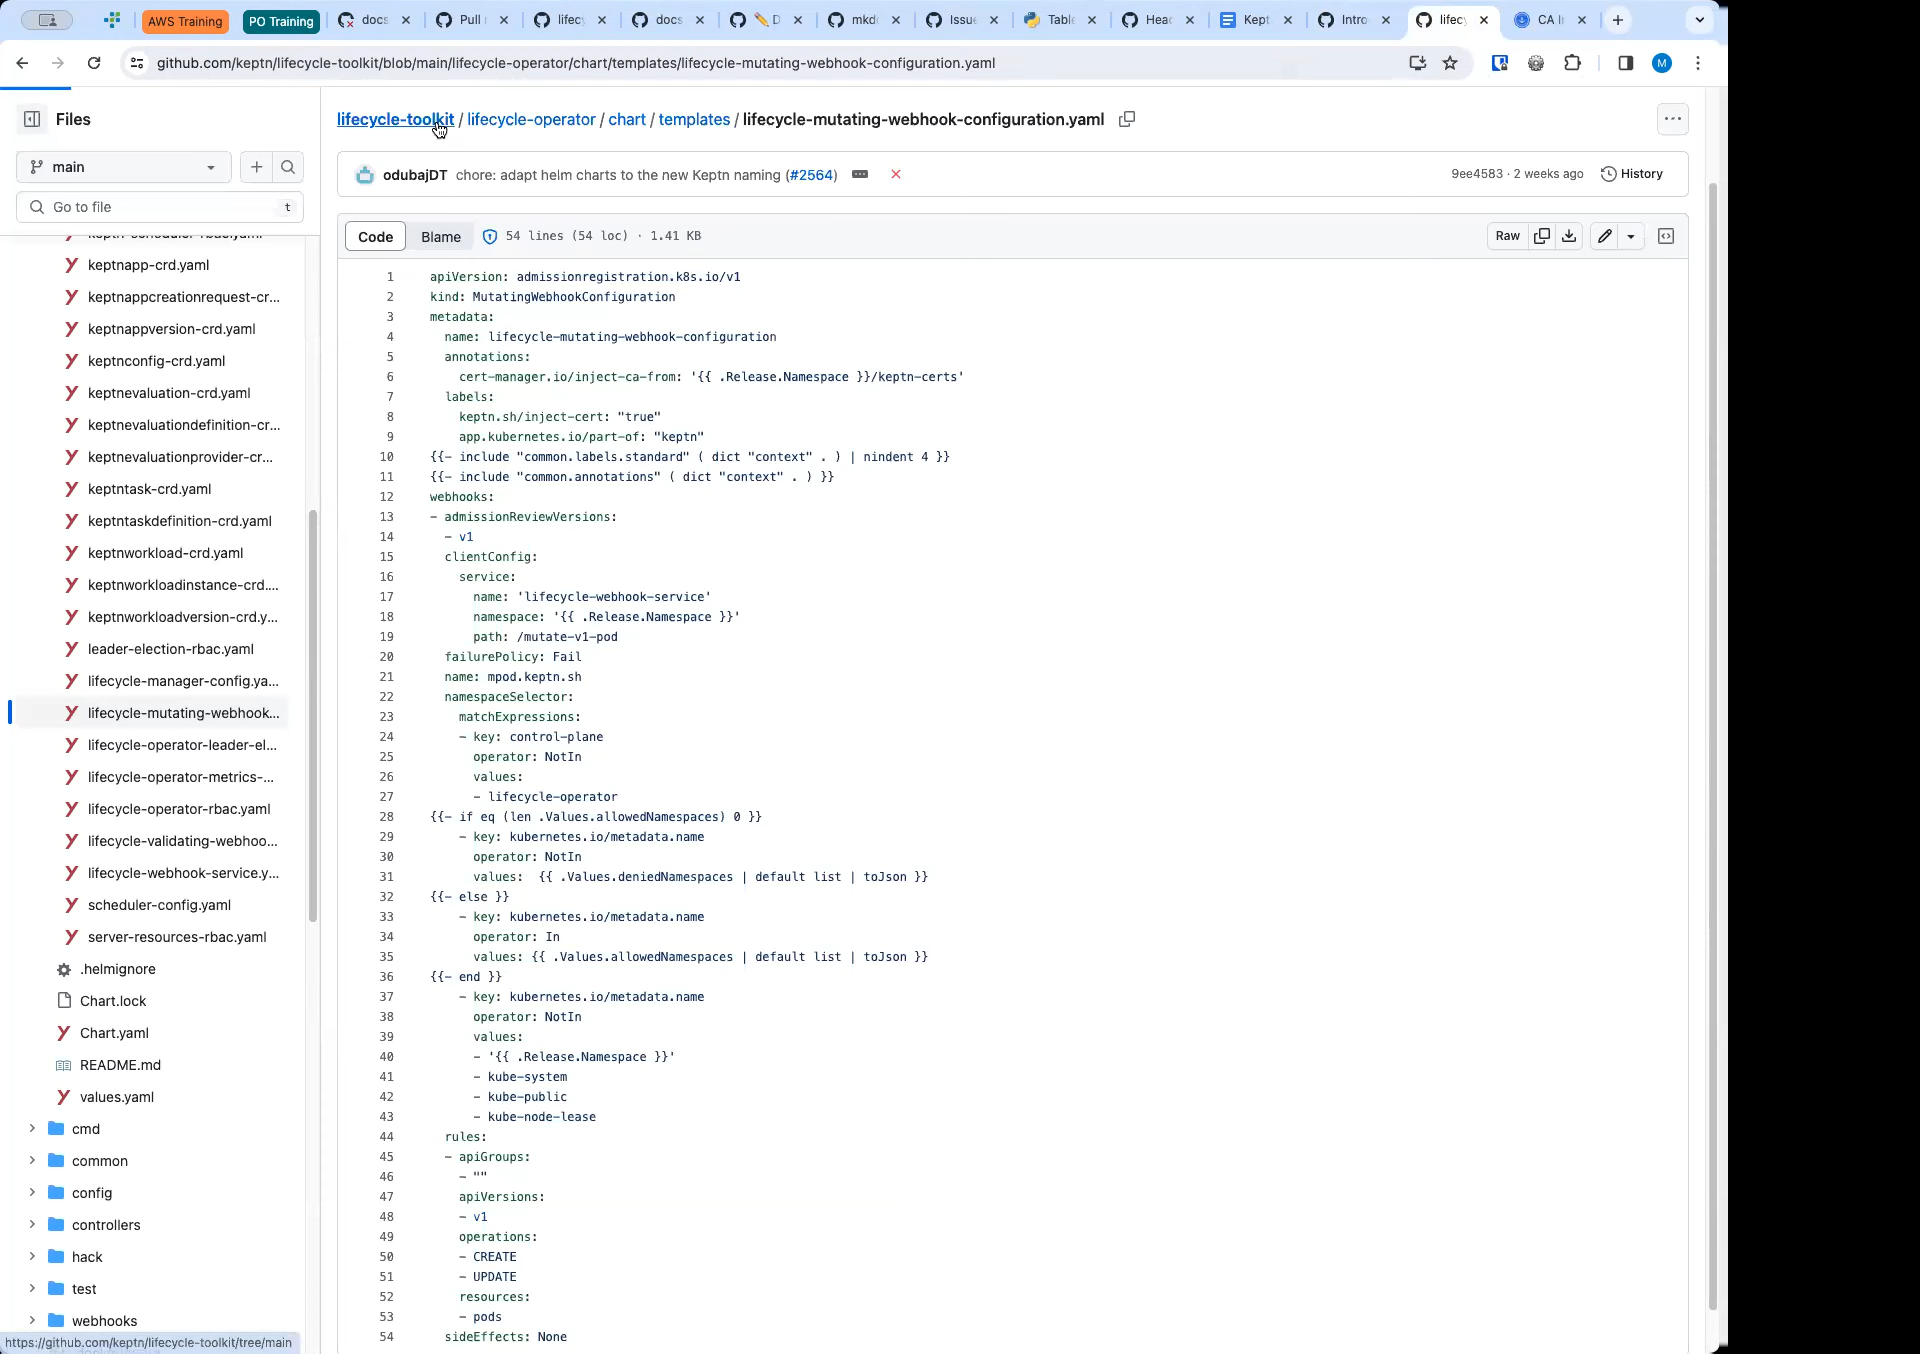 AWS Training
PO Training
docs
Pull
lifecy
docs
D
mkd
Issue
Table
Head
Kept
Intro
lifecy
CA I
github.com/keptn/lifecycle-toolkit/blob/main/lifecycle-operator/chart/templates/lifecycle-mutating-webhook-configuration.yaml
M
Files
main
Go to file
t
keptnapp-crd.yaml
keptnappcreationrequest-cr...
keptnappversion-crd.yaml
keptnconfig-crd.yaml
keptnevaluation-crd.yaml
keptnevaluationdefinition-cr...
keptnevaluationprovider-cr...
keptntask-crd.yaml
keptntaskdefinition-crd.yaml
keptnworkload-crd.yaml
keptnworkloadinstance-crd....
keptnworkloadversion-crd.y...
leader-election-rbac.yaml
lifecycle-manager-config.ya...
lifecycle-mutating-webhook...
lifecycle-operator-leader-el...
lifecycle-operator-metrics-...
lifecycle-operator-rbac.yaml
lifecycle-validating-webhoo...
lifecycle-webhook-service.y...
scheduler-config.yaml
server-resources-rbac.yaml
.helmignore
Chart.lock
Chart.yaml
README.md
values.yaml
cmd
common
config
controllers
hack
test
webhooks
https://github.com/keptn/lifecycle-toolkit/tree/main
lifecycle-toolkit / lifecycle-operator / chart / templates / lifecycle-mutating-webhook-configuration.yaml
odubajDT chore: adapt helm charts to the new Keptn naming (#2564)
9ee4583 · 2 weeks ago History
Code Blame 54 lines (54 loc) · 1.41 KB Raw
1 apiVersion: admissionregistration.k8s.io/v1
2 kind: MutatingWebhookConfiguration
3 metadata:
4   name: lifecycle-mutating-webhook-configuration
5   annotations:
6     cert-manager.io/inject-ca-from: '{{ .Release.Namespace }}/keptn-certs'
7   labels:
8     keptn.sh/inject-cert: "true"
9     app.kubernetes.io/part-of: "keptn"
10 {{- include "common.labels.standard" ( dict "context" . ) | nindent 4 }}
11 {{- include "common.annotations" ( dict "context" . ) }}
12 webhooks:
13 - admissionReviewVersions:
14   - v1
15   clientConfig:
16     service:
17       name: 'lifecycle-webhook-service'
18       namespace: '{{ .Release.Namespace }}'
19       path: /mutate-v1-pod
20   failurePolicy: Fail
21   name: mpod.keptn.sh
22   namespaceSelector:
23     matchExpressions:
24     - key: control-plane
25       operator: NotIn
26       values:
27       - lifecycle-operator
28 {{- if eq (len .Values.allowedNamespaces) 0 }}
29     - key: kubernetes.io/metadata.name
30       operator: NotIn
31       values:  {{ .Values.deniedNamespaces | default list | toJson }}
32 {{- else }}
33     - key: kubernetes.io/metadata.name
34       operator: In
35       values: {{ .Values.allowedNamespaces | default list | toJson }}
36 {{- end }}
37     - key: kubernetes.io/metadata.name
38       operator: NotIn
39       values:
40       - '{{ .Release.Namespace }}'
41       - kube-system
42       - kube-public
43       - kube-node-lease
44   rules:
45   - apiGroups:
46     - ""
47     apiVersions:
48     - v1
49     operations:
50     - CREATE
51     - UPDATE
52     resources:
53     - pods
54   sideEffects: None